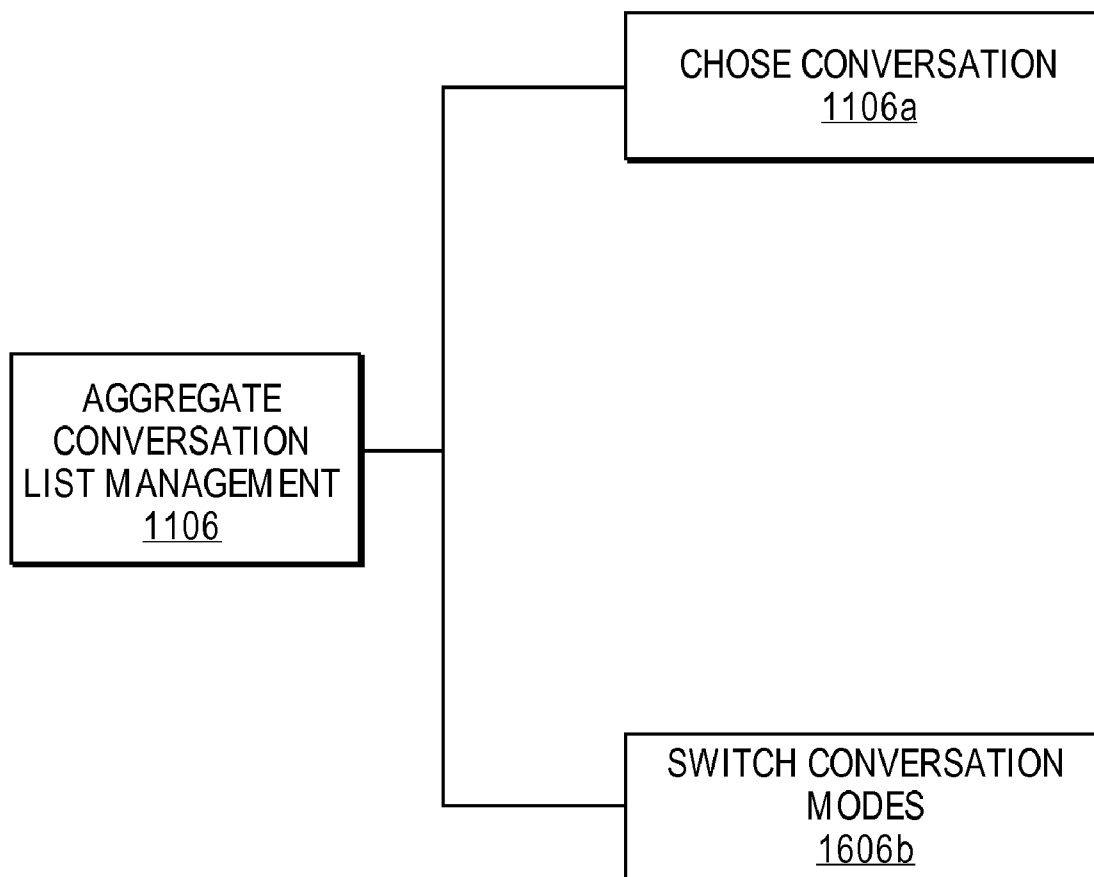 CHOSE CONVERSATION
1106a
AGGREGATE
CONVERSATION
LIST MANAGEMENT
1106
SWITCH CONVERSATION
MODES
1606b